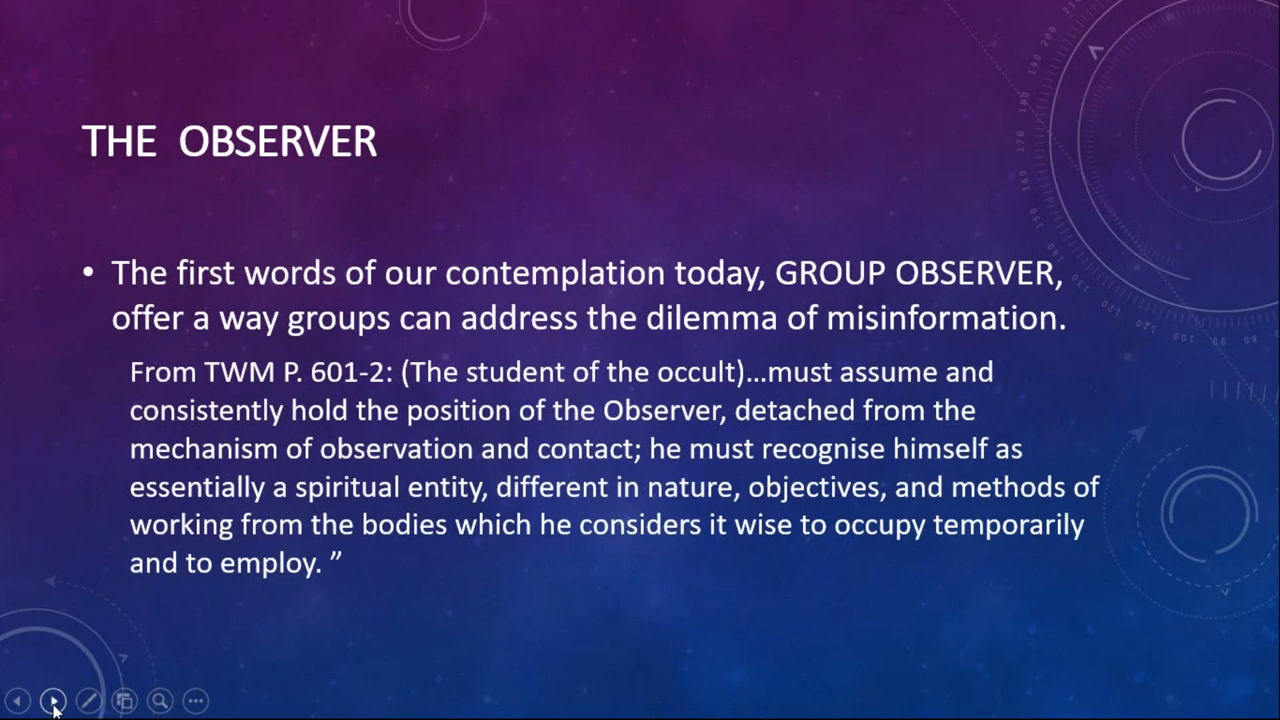 THE OBSERVER
• The first words of our contemplation today, GROUP OBSERVER,
offer a way groups can address the dilemma of misinformation.
From TWM P. 601-2: (The student of the occult)…must assume and
consistently hold the position of the Observer, detached from the
mechanism of observation and contact; he must recognise himself as
essentially a spiritual entity, different in nature, objectives, and methods of
working from the bodies which he considers it wise to occupy temporarily
and to employ. ”